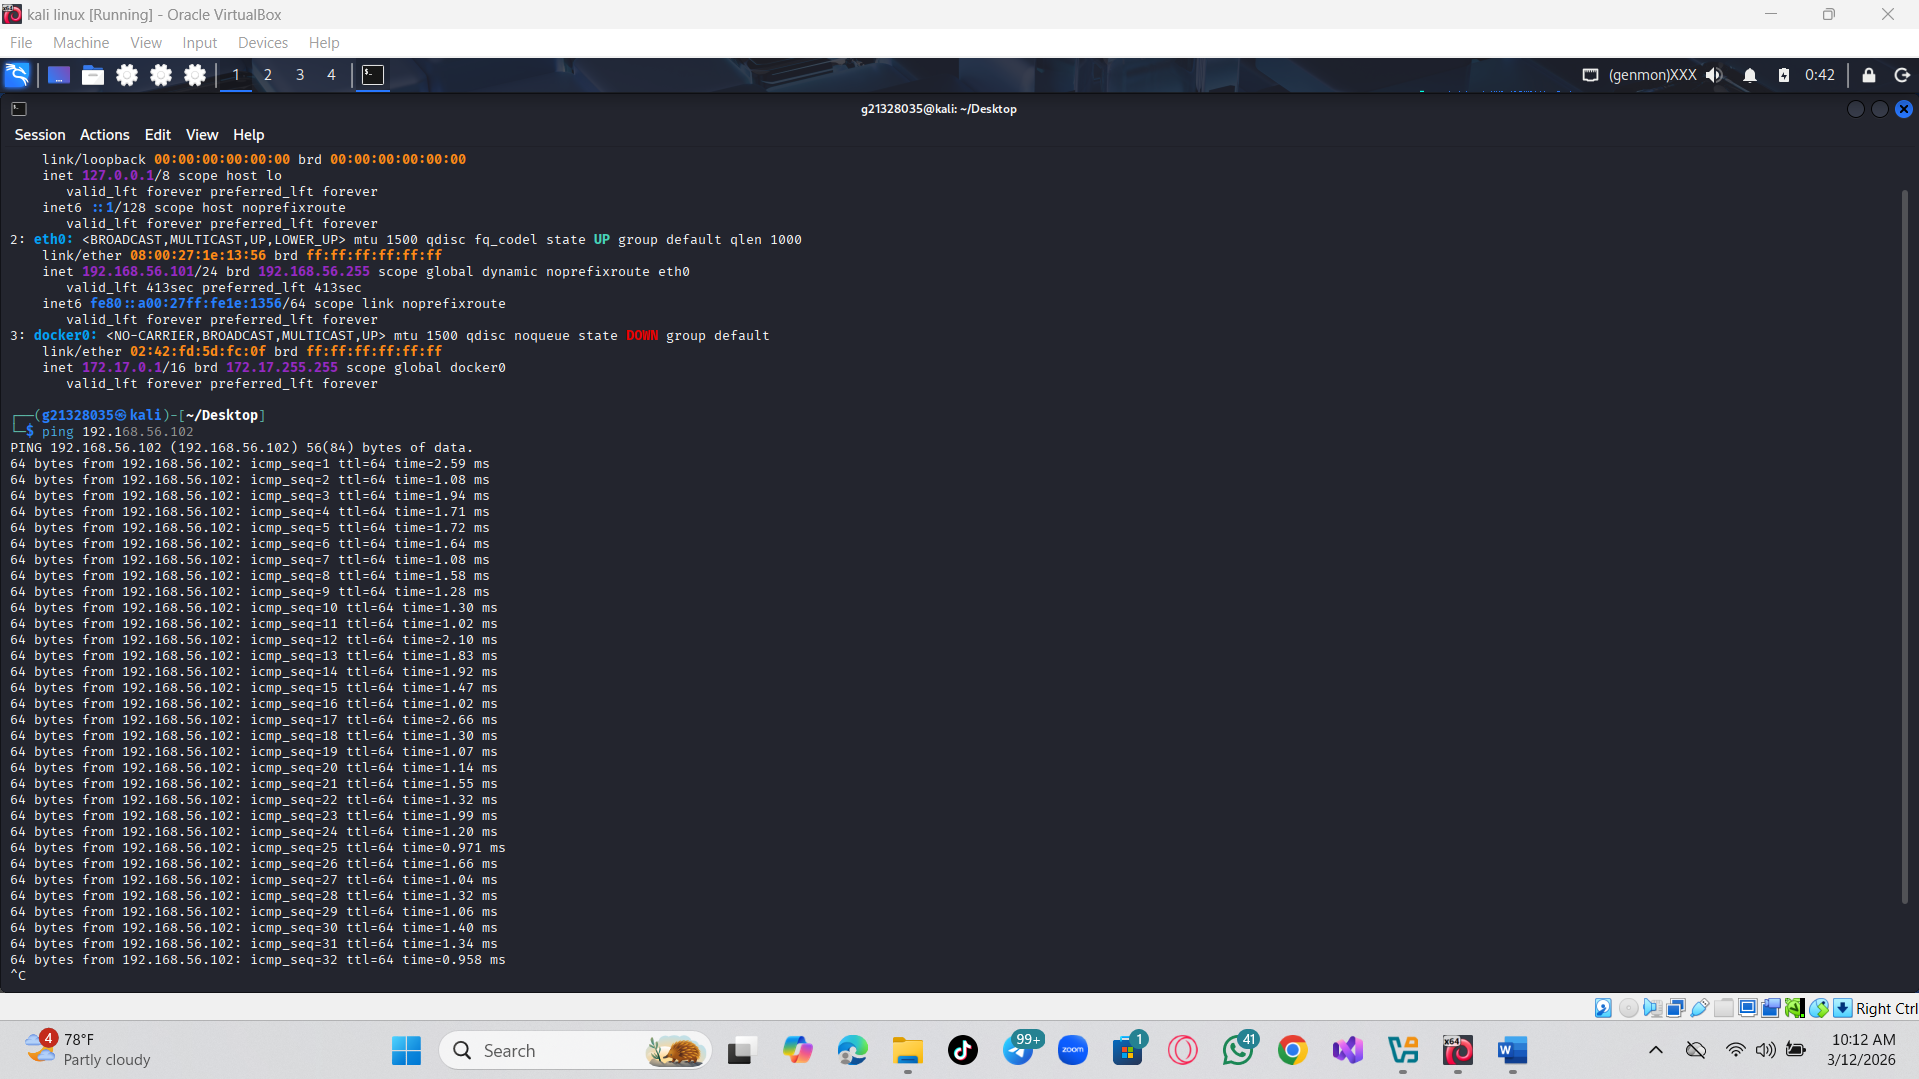 kali linux [Running] - Oracle VirtualBox
File Machine View Input Devices Help
1 2 3 4 (genmon)XXX 0:42
g21328035@kali: ~/Desktop
Session Actions Edit View Help
link/loopback 00:00:00:00:00:00 brd 00:00:00:00:00:00
inet 127.0.0.1/8 scope host lo
valid_lft forever preferred_lft forever
inet6 ::1/128 scope host noprefixroute
valid_lft forever preferred_lft forever
2: eth0: <BROADCAST,MULTICAST,UP,LOWER_UP> mtu 1500 qdisc fq_codel state UP group default qlen 1000
link/ether 08:00:27:1e:13:56 brd ff:ff:ff:ff:ff:ff
inet 192.168.56.101/24 brd 192.168.56.255 scope global dynamic noprefixroute eth0
valid_lft 413sec preferred_lft 413sec
inet6 fe80::a00:27ff:fe1e:1356/64 scope link noprefixroute
valid_lft forever preferred_lft forever
3: docker0: <NO-CARRIER,BROADCAST,MULTICAST,UP> mtu 1500 qdisc noqueue state DOWN group default
link/ether 02:42:fd:5d:fc:0f brd ff:ff:ff:ff:ff:ff
inet 172.17.0.1/16 brd 172.17.255.255 scope global docker0
valid_lft forever preferred_lft forever
┌──(g21328035㉿kali)-[~/Desktop]
└─$ ping 192.168.56.102
PING 192.168.56.102 (192.168.56.102) 56(84) bytes of data.
64 bytes from 192.168.56.102: icmp_seq=1 ttl=64 time=2.59 ms
64 bytes from 192.168.56.102: icmp_seq=2 ttl=64 time=1.08 ms
64 bytes from 192.168.56.102: icmp_seq=3 ttl=64 time=1.94 ms
64 bytes from 192.168.56.102: icmp_seq=4 ttl=64 time=1.71 ms
64 bytes from 192.168.56.102: icmp_seq=5 ttl=64 time=1.72 ms
64 bytes from 192.168.56.102: icmp_seq=6 ttl=64 time=1.64 ms
64 bytes from 192.168.56.102: icmp_seq=7 ttl=64 time=1.08 ms
64 bytes from 192.168.56.102: icmp_seq=8 ttl=64 time=1.58 ms
64 bytes from 192.168.56.102: icmp_seq=9 ttl=64 time=1.28 ms
64 bytes from 192.168.56.102: icmp_seq=10 ttl=64 time=1.30 ms
64 bytes from 192.168.56.102: icmp_seq=11 ttl=64 time=1.02 ms
64 bytes from 192.168.56.102: icmp_seq=12 ttl=64 time=2.10 ms
64 bytes from 192.168.56.102: icmp_seq=13 ttl=64 time=1.83 ms
64 bytes from 192.168.56.102: icmp_seq=14 ttl=64 time=1.92 ms
64 bytes from 192.168.56.102: icmp_seq=15 ttl=64 time=1.47 ms
64 bytes from 192.168.56.102: icmp_seq=16 ttl=64 time=1.02 ms
64 bytes from 192.168.56.102: icmp_seq=17 ttl=64 time=2.66 ms
64 bytes from 192.168.56.102: icmp_seq=18 ttl=64 time=1.30 ms
64 bytes from 192.168.56.102: icmp_seq=19 ttl=64 time=1.07 ms
64 bytes from 192.168.56.102: icmp_seq=20 ttl=64 time=1.14 ms
64 bytes from 192.168.56.102: icmp_seq=21 ttl=64 time=1.55 ms
64 bytes from 192.168.56.102: icmp_seq=22 ttl=64 time=1.32 ms
64 bytes from 192.168.56.102: icmp_seq=23 ttl=64 time=1.99 ms
64 bytes from 192.168.56.102: icmp_seq=24 ttl=64 time=1.20 ms
64 bytes from 192.168.56.102: icmp_seq=25 ttl=64 time=0.971 ms
64 bytes from 192.168.56.102: icmp_seq=26 ttl=64 time=1.66 ms
64 bytes from 192.168.56.102: icmp_seq=27 ttl=64 time=1.04 ms
64 bytes from 192.168.56.102: icmp_seq=28 ttl=64 time=1.32 ms
64 bytes from 192.168.56.102: icmp_seq=29 ttl=64 time=1.06 ms
64 bytes from 192.168.56.102: icmp_seq=30 ttl=64 time=1.40 ms
64 bytes from 192.168.56.102: icmp_seq=31 ttl=64 time=1.34 ms
64 bytes from 192.168.56.102: icmp_seq=32 ttl=64 time=0.958 ms
^C
Right Ctrl
4 78°F
Partly cloudy
Search
99+
zoom
1
41
x64
W
10:12 AM
3/12/2026